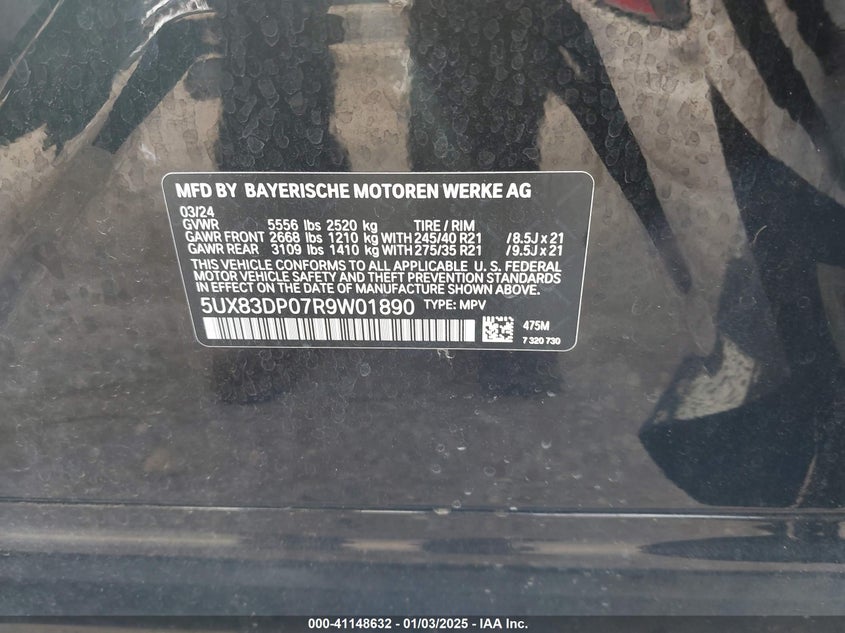 MFD BY BAYERISCHE MOTOREN WERKE AG
03/24
GVWR 5556 lbs 2520 kg TIRE / RIM
GAWR FRONT 2668 lbs 1210 kg WITH 245/40 R21 /8.5J x 21
GAWR REAR 3109 lbs 1410 kg WITH 275/35 R21 /9.5J x 21
THIS VEHICLE CONFORMS TO ALL APPLICABLE U. S. FEDERAL
MOTOR VEHICLE SAFETY AND THEFT PREVENTION STANDARDS
IN EFFECT ON THE DATE OF MANUFACTURE SHOWN ABOVE.
5UX83DP07R9W01890 TYPE: MPV
475M
7 320 730
000-41148632 - 01/03/2025 - IAA Inc.